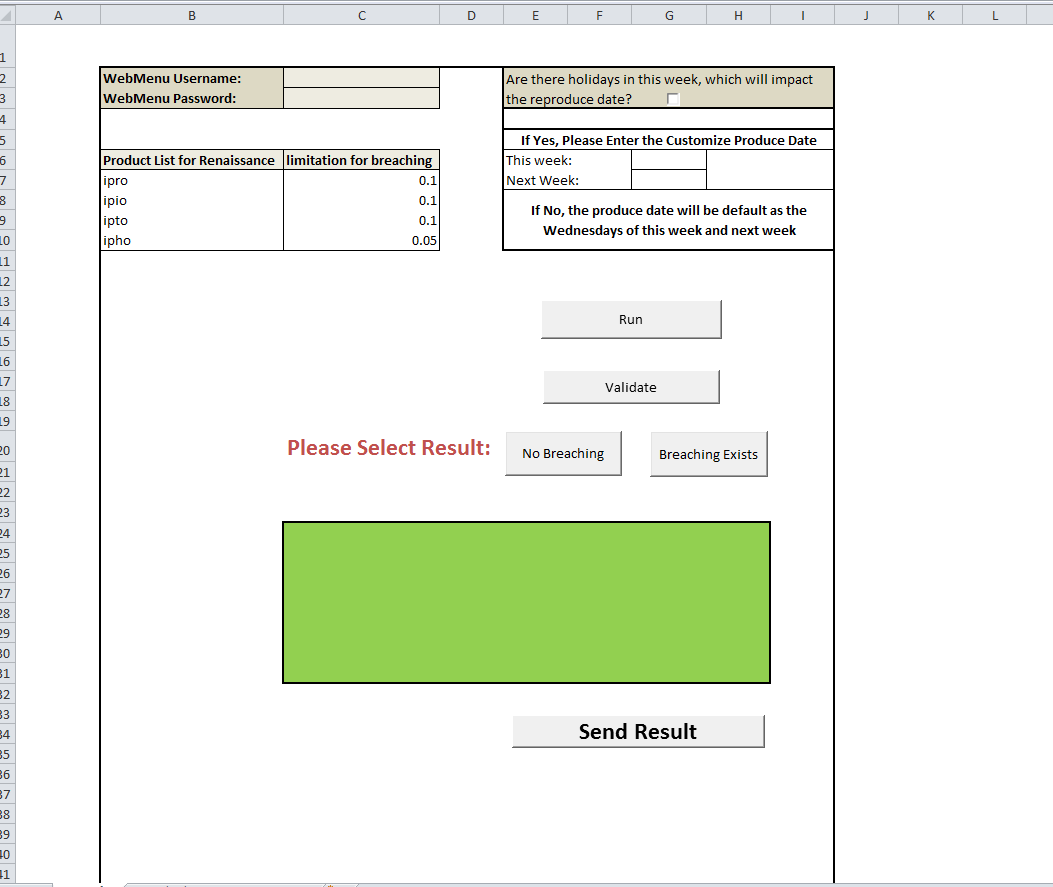 A B C D E F G H I J K L
1
2 WebMenu Username: Are there holidays in this week, which will impact
3 WebMenu Password: the reproduce date?
4
5 If Yes, Please Enter the Customize Produce Date
6 Product List for Renaissance limitation for breaching This week:
7 ipro 0.1 Next Week:
8 ipio 0.1 If No, the produce date will be default as the
9 ipto 0.1 Wednesdays of this week and next week
10 ipho 0.05
11
12
13
14 Run
15
16
17 Validate
18
19
20 Please Select Result: No Breaching Breaching Exists
21
22
23
24
25
26
27
28
29
30
31
32
33
34 Send Result
35
36
37
38
39
40
41